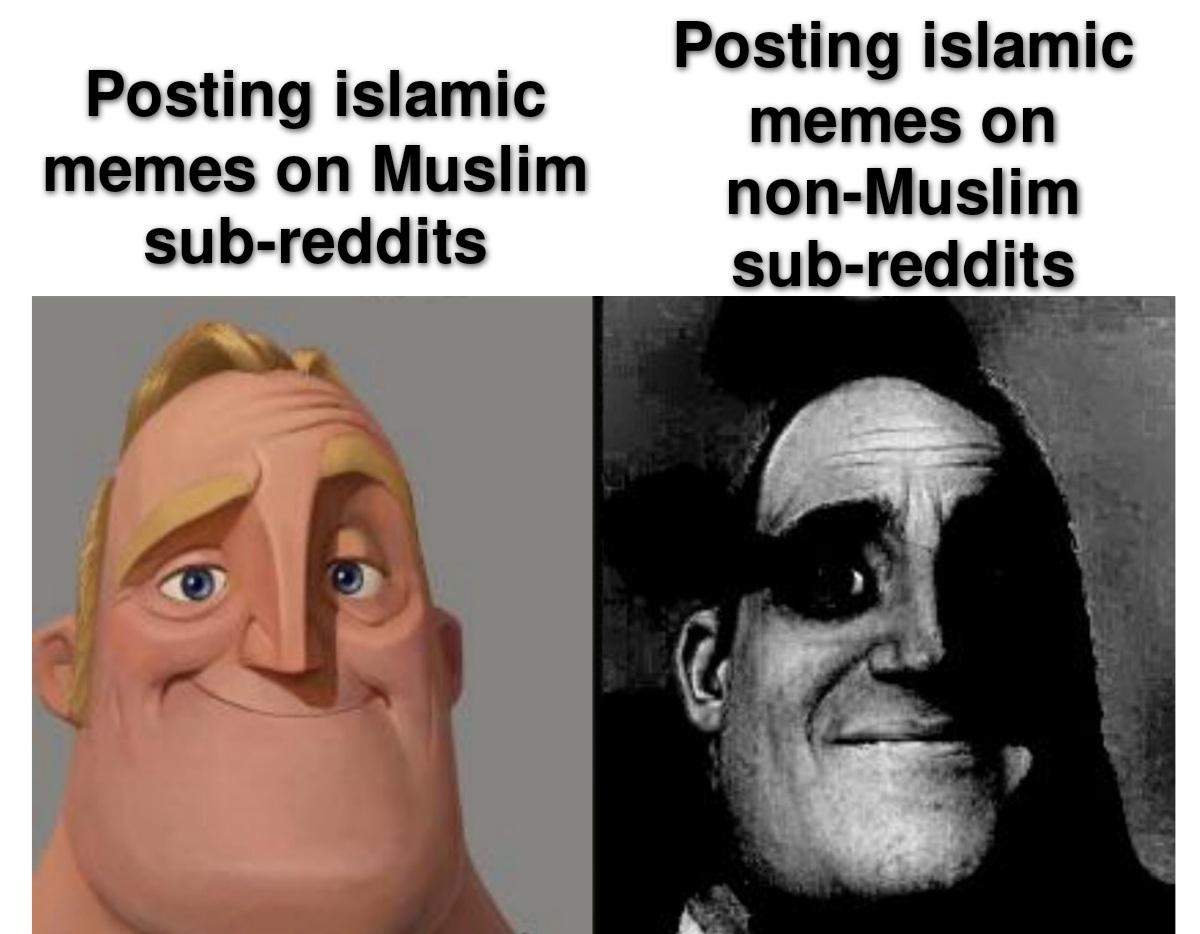 Posting islamic
memes on Muslim
sub-reddits
Posting islamic
memes on
non-Muslim
sub-reddits